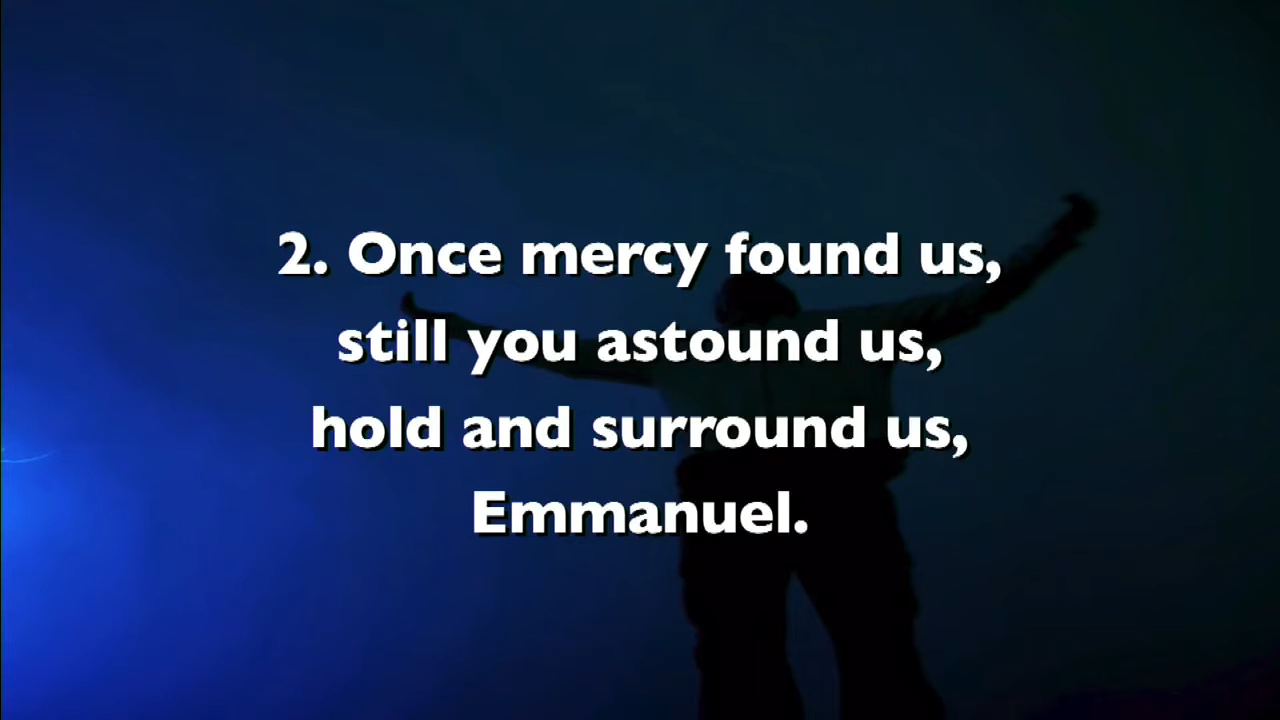 2. Once mercy found us,
still you astound us,
hold and surround us,
Emmanuel.